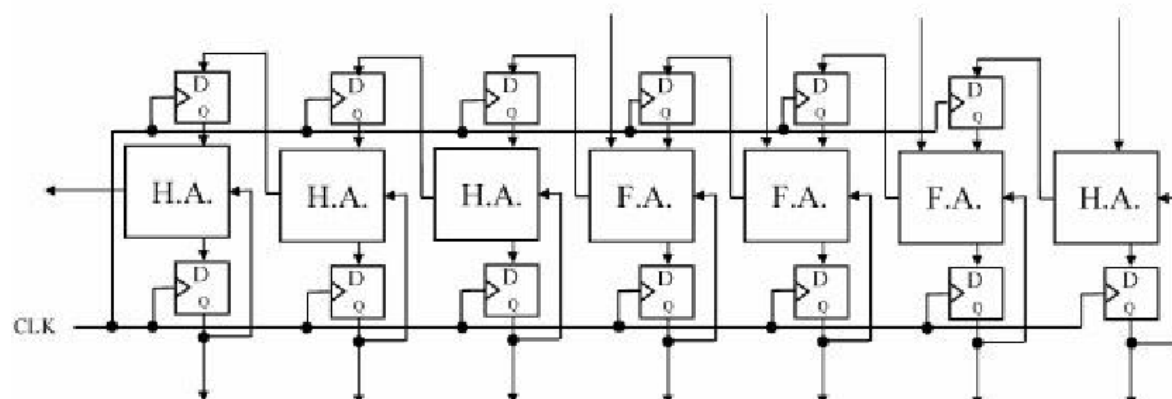 D D D D D D
Q Q Q Q Q Q
H.A. H.A. H.A. F.A. F.A. F.A. H.A.
D D D D D D D
Q Q Q Q Q Q Q
CLK